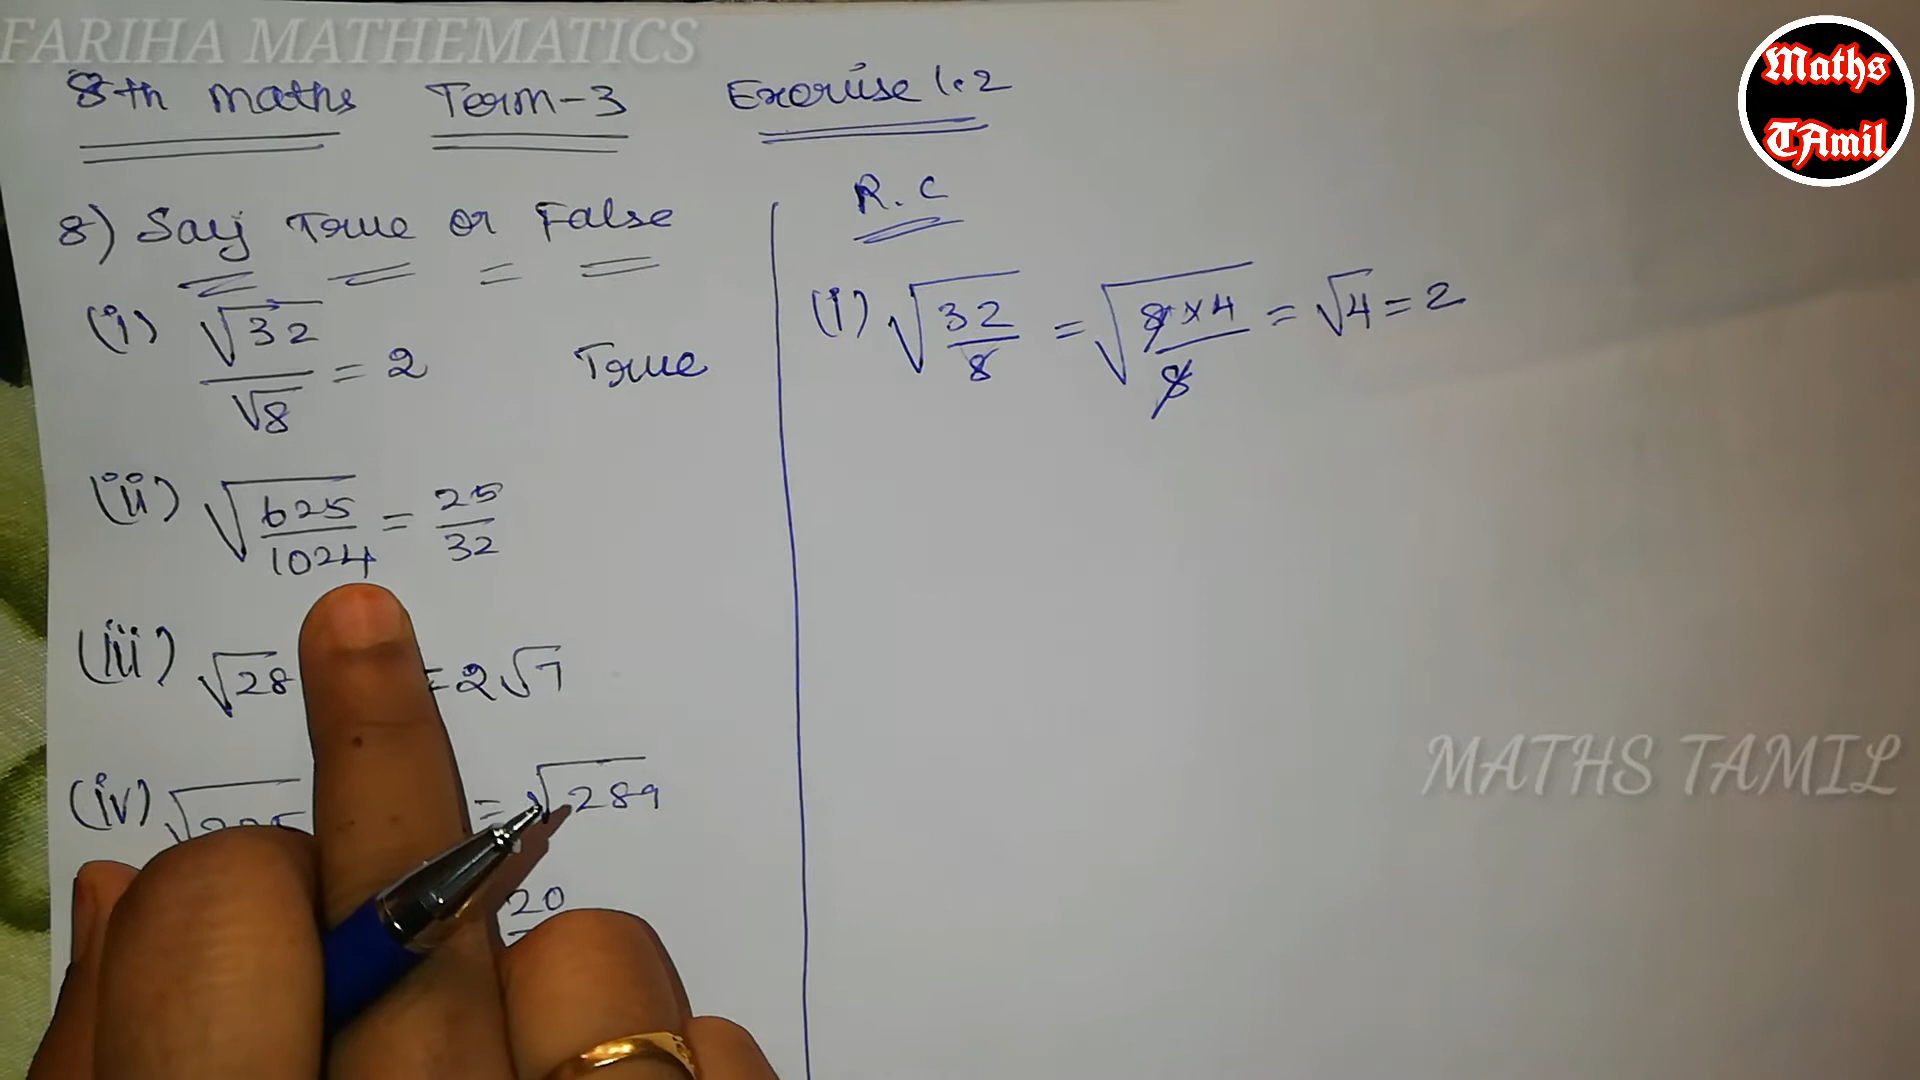 FARIHA MATHEMATICS
Maths
TAmil
8th maths Term-3 Exercise 1.2
8) Say True or False
(i) √32/√8 = 2 True
(ii) √(625/1024) = 25/32
(iii) √28 = 2√7
(iv) √225 = √289
20
R.C
(i) √(32/8) = √(8×4/8) = √4 = 2
MATHS TAMIL